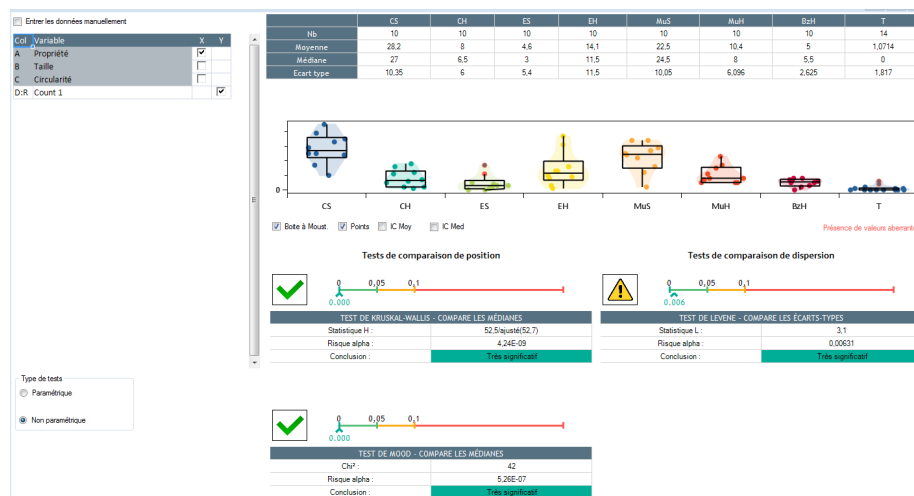 Entrer les données manuellement
Col Variable X Y
A Propriété
B Taille
C Circularité
D:R Count 1
CS CH ES EH MuS MuH BzH T
Nb 10 10 10 10 10 10 10 14
Moyenne 28,2 8 4,6 14,1 22,5 10,4 5 1,0714
Médiane 27 6,5 3 11,5 24,5 8 5,5 0
Ecart type 10,35 6 5,4 11,5 10,05 6,096 2,625 1,817
0
CS CH ES EH MuS MuH BzH T
Boite à Moust. Points IC Moy IC Med
Présence de valeurs aberrante
Tests de comparaison de position
0 0,05 0,1
0.000
TEST DE KRUSKAL-WALLIS - COMPARE LES MÉDIANES
Statistique H : 52,5/ajusté(52,7)
Risque alpha : 4,24E-09
Conclusion : Très significatif
Tests de comparaison de dispersion
0 0,05 0,1
0.006
TEST DE LEVENE - COMPARE LES ÉCARTS-TYPES
Statistique L : 3,1
Risque alpha : 0,00631
Conclusion : Très significatif
Type de tests
Paramétrique
Non paramétrique
0 0,05 0,1
0.000
TEST DE MOOD - COMPARE LES MÉDIANES
Chi² : 42
Risque alpha : 5,26E-07
Conclusion : Très significatif